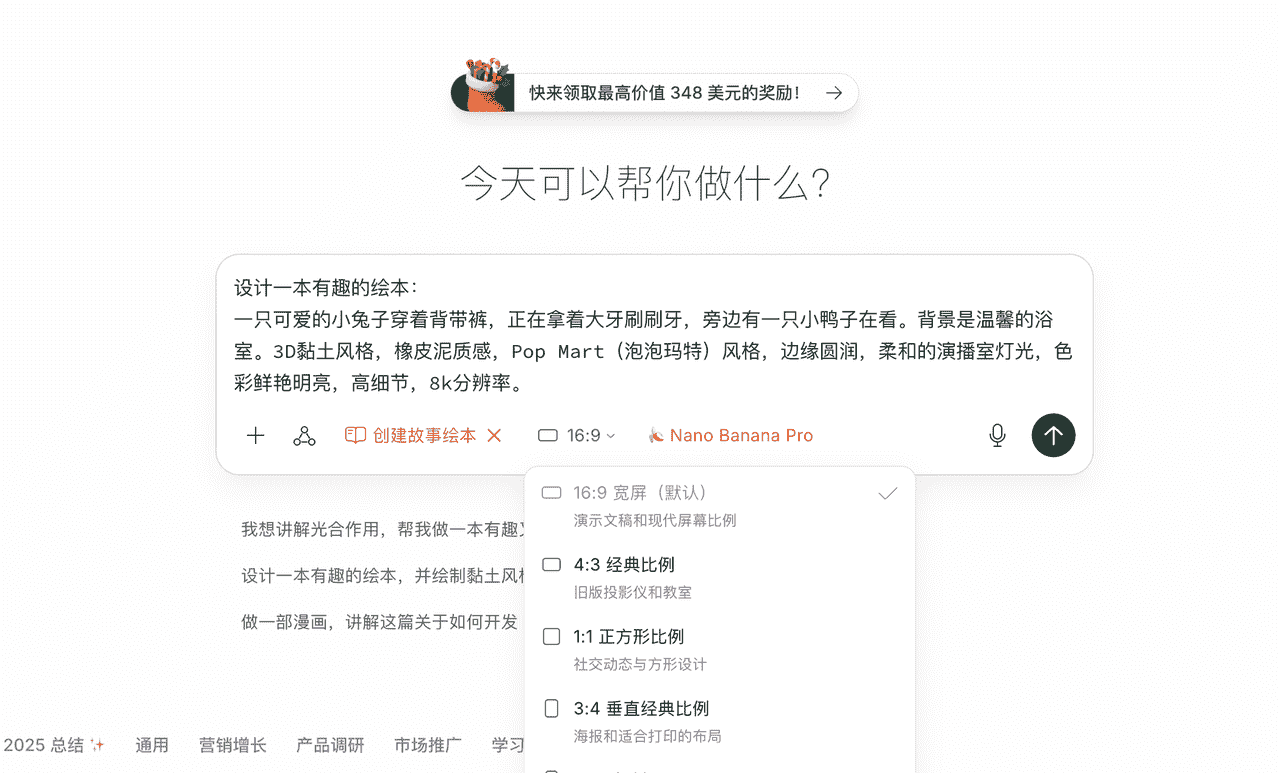 快来领取最高价值 348 美元的奖励！
今天可以帮你做什么？
设计一本有趣的绘本：
一只可爱的小兔子穿着背带裤，正在拿着大牙刷刷牙，旁边有一只小鸭子在看。背景是温馨的浴
室。3D黏土风格，橡皮泥质感，Pop Mart（泡泡玛特）风格，边缘圆润，柔和的演播室灯光，色
彩鲜艳明亮，高细节，8k分辨率。
创建故事绘本 16:9 Nano Banana Pro
16:9 宽屏（默认）
演示文稿和现代屏幕比例
我想讲解光合作用，帮我做一本有趣
4:3 经典比例
设计一本有趣的绘本，并绘制黏土风
旧版投影仪和教室
做一部漫画，讲解这篇关于如何开发
1:1 正方形比例
社交动态与方形设计
3:4 垂直经典比例
海报和适合打印的布局
2025 总结 通用 营销增长 产品调研 市场推广 学习